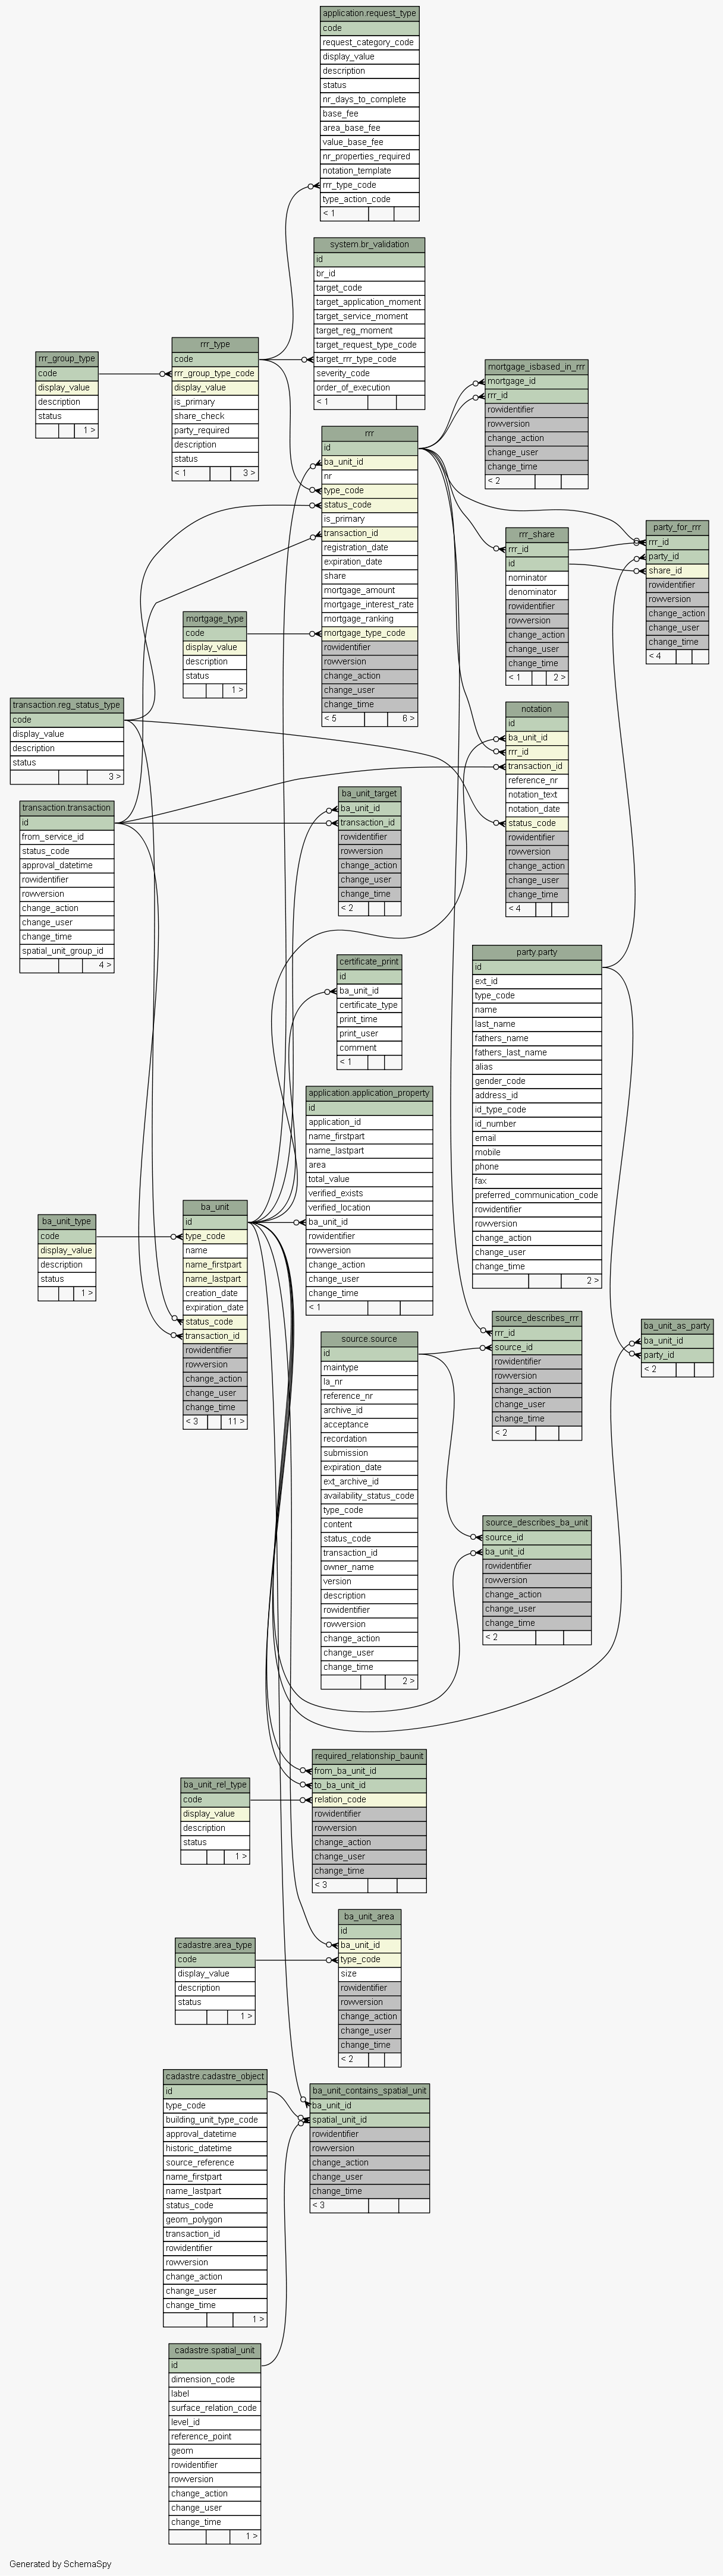 application.request_type
code
request_category_code
display_value
description
status
nr_days_to_complete
base_fee
area_base_fee
value_base_fee
nr_properties_required
notation_template
rrr_type_code
type_action_code
< 1
system.br_validation
id
br_id
target_code
target_application_moment
target_service_moment
target_reg_moment
target_request_type_code
target_rrr_type_code
severity_code
order_of_execution
< 1
rrr_group_type
code
display_value
description
status
1 >
rrr_type
code
rrr_group_type_code
display_value
is_primary
share_check
party_required
description
status
< 1 3 >
mortgage_isbased_in_rrr
mortgage_id
rrr_id
rowidentifier
rowversion
change_action
change_user
change_time
< 2
rrr
id
ba_unit_id
nr
type_code
status_code
is_primary
transaction_id
registration_date
expiration_date
share
mortgage_amount
mortgage_interest_rate
mortgage_ranking
mortgage_type_code
rowidentifier
rowversion
change_action
change_user
change_time
< 5 6 >
rrr_share
rrr_id
id
nominator
denominator
rowidentifier
rowversion
change_action
change_user
change_time
< 1 2 >
party_for_rrr
rrr_id
party_id
share_id
rowidentifier
rowversion
change_action
change_user
change_time
< 4
mortgage_type
code
display_value
description
status
1 >
transaction.reg_status_type
code
display_value
description
status
3 >
notation
id
ba_unit_id
rrr_id
transaction_id
reference_nr
notation_text
notation_date
status_code
rowidentifier
rowversion
change_action
change_user
change_time
< 4
transaction.transaction
id
from_service_id
status_code
approval_datetime
rowidentifier
rowversion
change_action
change_user
change_time
spatial_unit_group_id
4 >
ba_unit_target
ba_unit_id
transaction_id
rowidentifier
rowversion
change_action
change_user
change_time
< 2
certificate_print
id
ba_unit_id
certificate_type
print_time
print_user
comment
< 1
party.party
id
ext_id
type_code
name
last_name
fathers_name
fathers_last_name
alias
gender_code
address_id
id_type_code
id_number
email
mobile
phone
fax
preferred_communication_code
rowidentifier
rowversion
change_action
change_user
change_time
2 >
application.application_property
id
application_id
name_firstpart
name_lastpart
area
total_value
verified_exists
verified_location
ba_unit_id
rowidentifier
rowversion
change_action
change_user
change_time
< 1
ba_unit_type
code
display_value
description
status
1 >
ba_unit
id
type_code
name
name_firstpart
name_lastpart
creation_date
expiration_date
status_code
transaction_id
rowidentifier
rowversion
change_action
change_user
change_time
< 3 11 >
source_describes_rrr
rrr_id
source_id
rowidentifier
rowversion
change_action
change_user
change_time
< 2
ba_unit_as_party
ba_unit_id
party_id
< 2
source.source
id
maintype
la_nr
reference_nr
archive_id
acceptance
recordation
submission
expiration_date
ext_archive_id
availability_status_code
type_code
content
status_code
transaction_id
owner_name
version
description
rowidentifier
rowversion
change_action
change_user
change_time
2 >
source_describes_ba_unit
source_id
ba_unit_id
rowidentifier
rowversion
change_action
change_user
change_time
< 2
required_relationship_baunit
from_ba_unit_id
to_ba_unit_id
relation_code
rowidentifier
rowversion
change_action
change_user
change_time
< 3
ba_unit_rel_type
code
display_value
description
status
1 >
ba_unit_area
id
ba_unit_id
type_code
size
rowidentifier
rowversion
change_action
change_user
change_time
< 2
cadastre.area_type
code
display_value
description
status
1 >
cadastre.cadastre_object
id
type_code
building_unit_type_code
approval_datetime
historic_datetime
source_reference
name_firstpart
name_lastpart
status_code
geom_polygon
transaction_id
rowidentifier
rowversion
change_action
change_user
change_time
1 >
ba_unit_contains_spatial_unit
ba_unit_id
spatial_unit_id
rowidentifier
rowversion
change_action
change_user
change_time
< 3
cadastre.spatial_unit
id
dimension_code
label
surface_relation_code
level_id
reference_point
geom
rowidentifier
rowversion
change_action
change_user
change_time
1 >
Generated by SchemaSpy